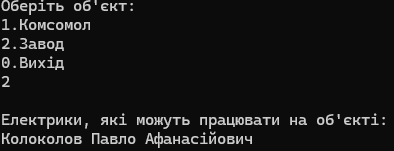 Оберіть об'єкт:
1.Комсомол
2.Завод
0.Вихід
2
Електрики, які можуть працювати на об'єкті:
Колоколов Павло Афанасійович